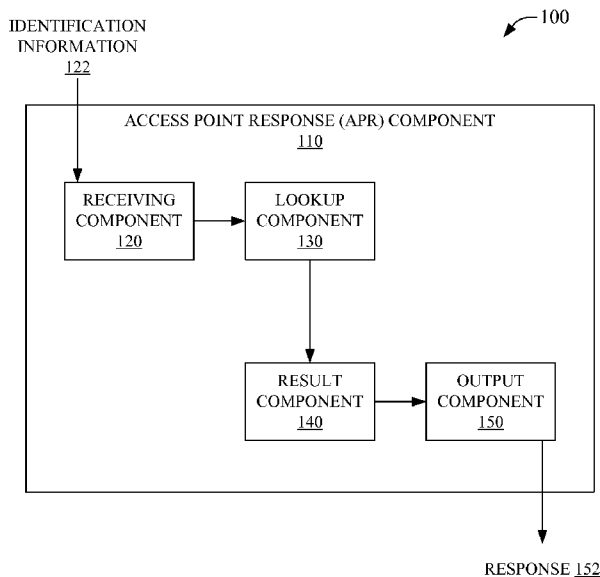 100
IDENTIFICATION
INFORMATION
122
ACCESS POINT RESPONSE (APR) COMPONENT
110
RECEIVING
COMPONENT
120
LOOKUP
COMPONENT
130
RESULT
COMPONENT
140
OUTPUT
COMPONENT
150
RESPONSE 152